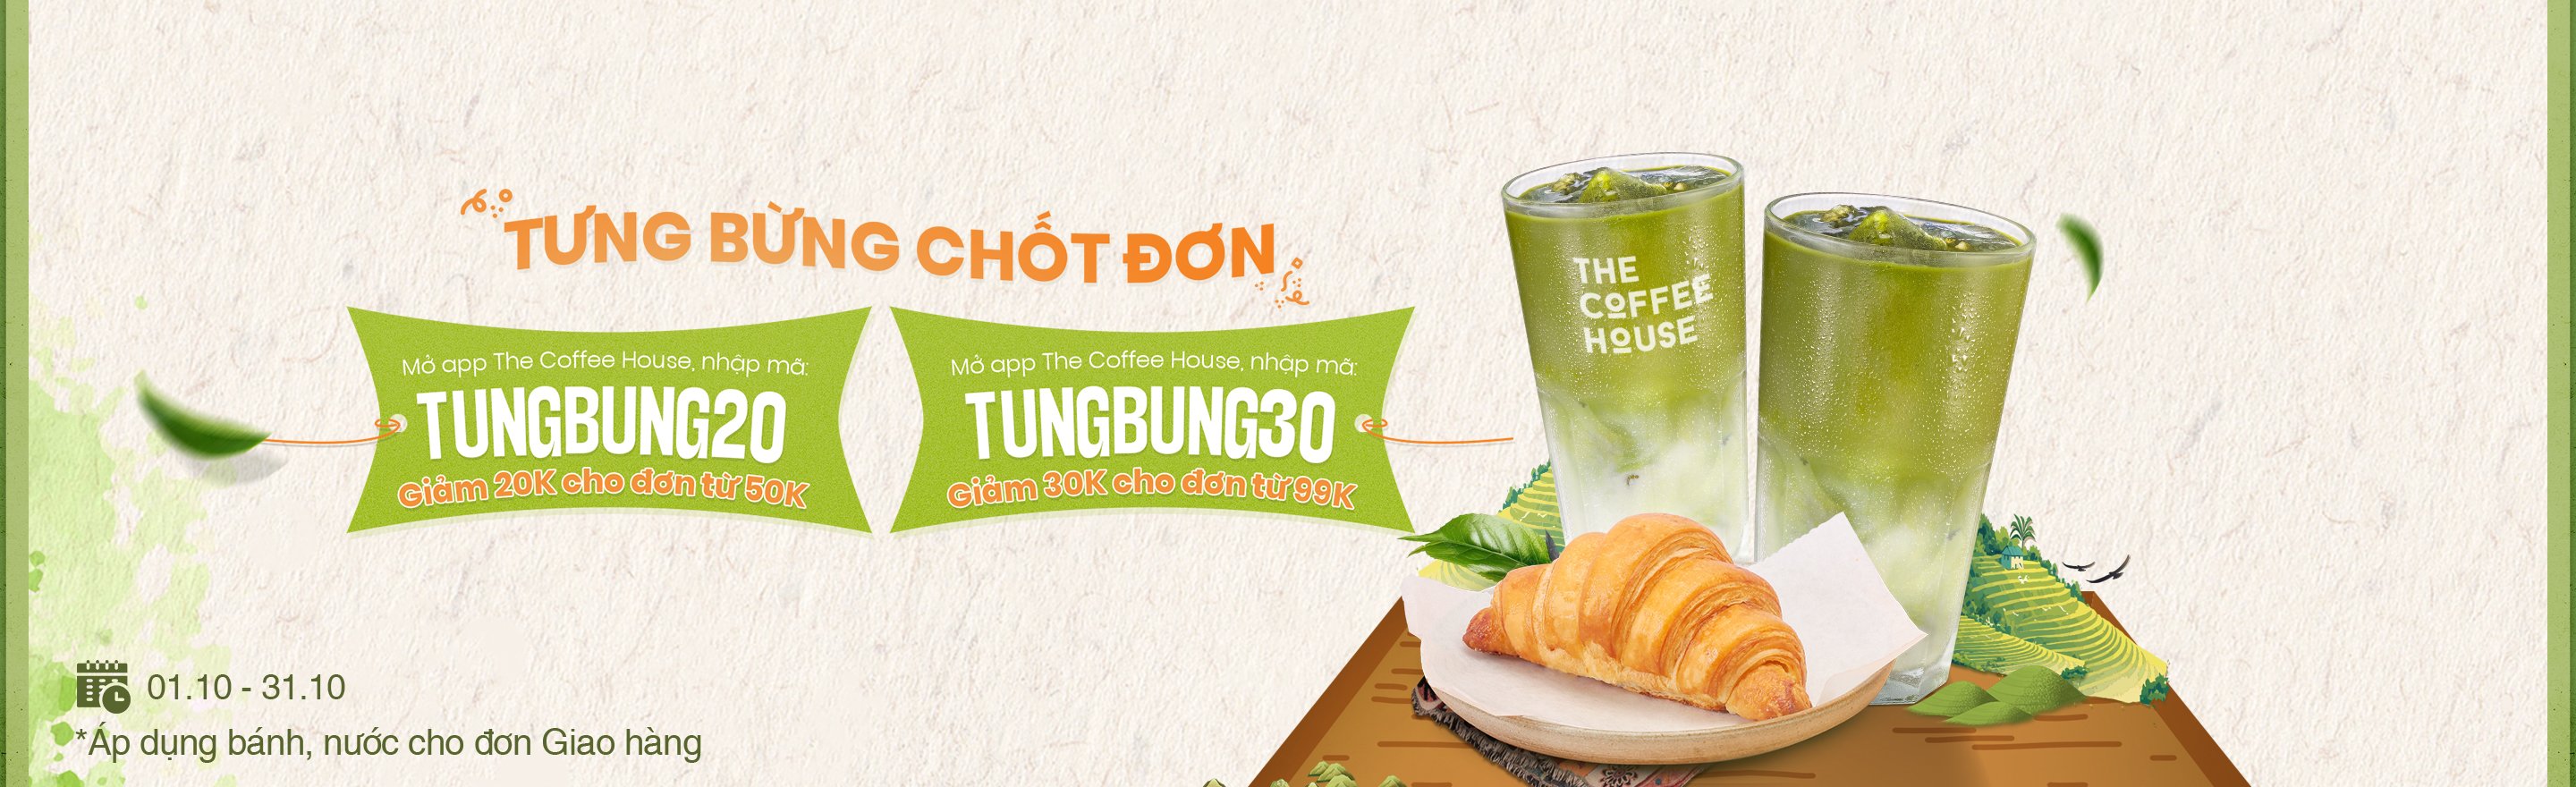 TƯNG BỪNG CHỐT ĐƠN
Mở app The Coffee House, nhập mã:
TUNGBUNG20
Giảm 20K cho đơn từ 50K
Mở app The Coffee House, nhập mã:
TUNGBUNG30
Giảm 30K cho đơn từ 99K
THE
COFFEE
HOUSE
01.10 - 31.10
*Áp dụng bánh, nước cho đơn Giao hàng